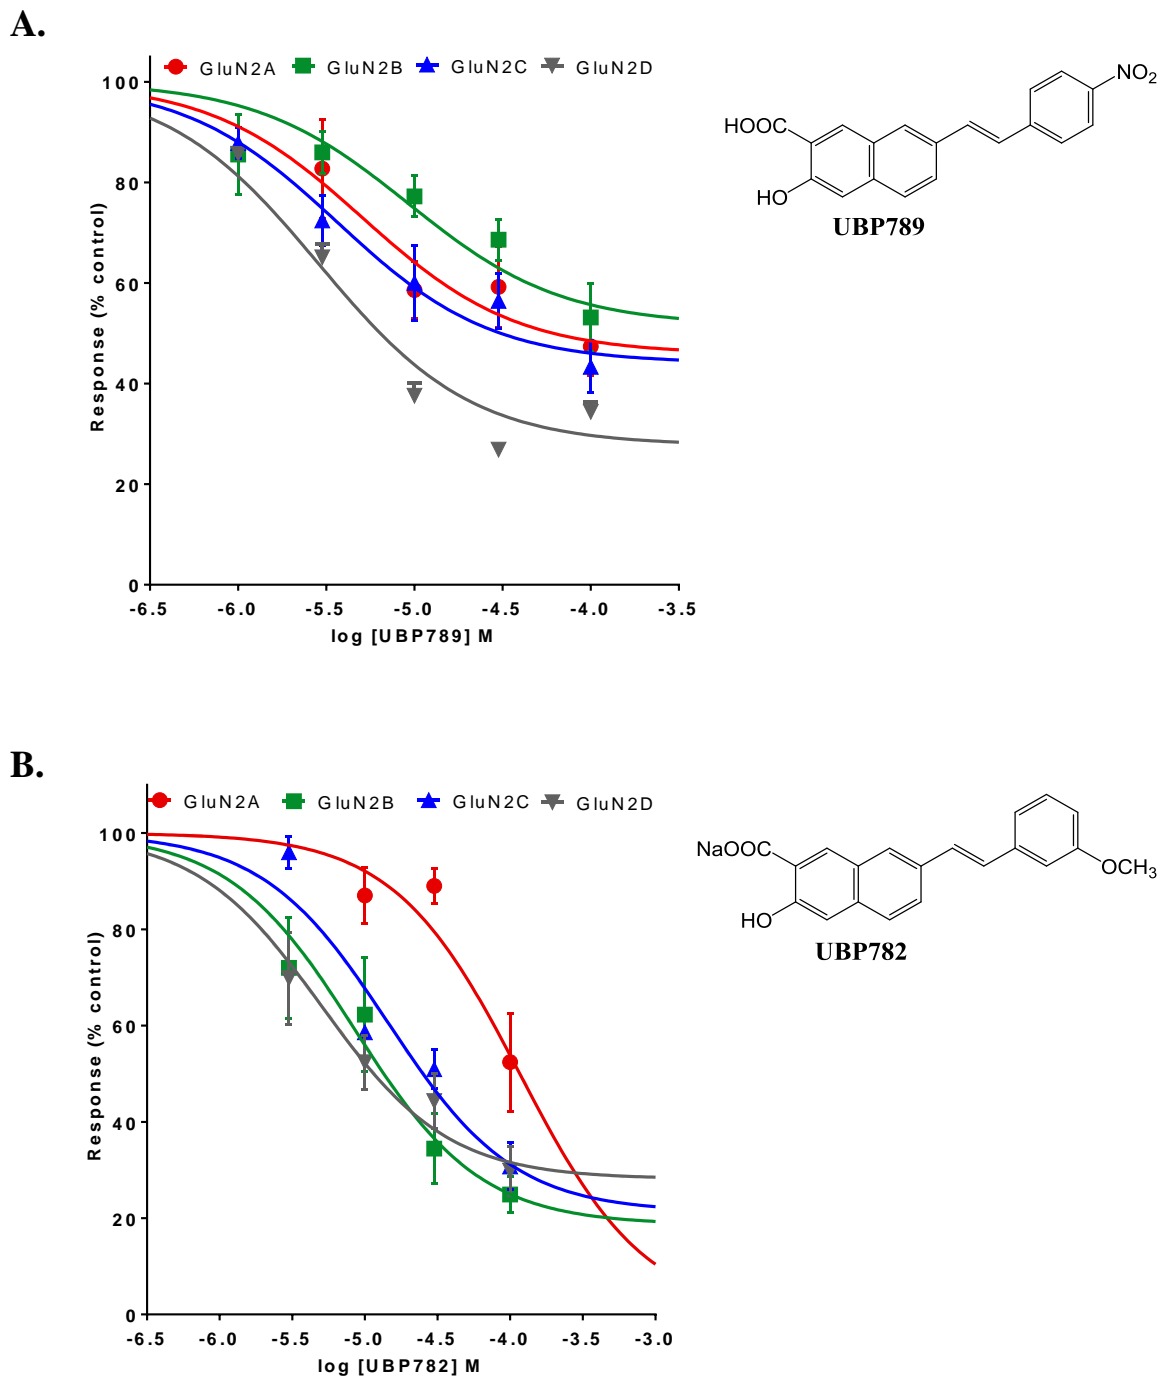 A.
GluN2A GluN2B GluN2C GluN2D
100
80
60
40
20
0
Response (% control)
-6.5 -6.0 -5.5 -5.0 -4.5 -4.0 -3.5
log [UBP789] M
NO2
HOOC
HO
UBP789
B.
GluN2A GluN2B GluN2C GluN2D
100
80
60
40
20
0
Response (% control)
-6.5 -6.0 -5.5 -5.0 -4.5 -4.0 -3.5 -3.0
log [UBP782] M
NaOOC
OCH3
HO
UBP782